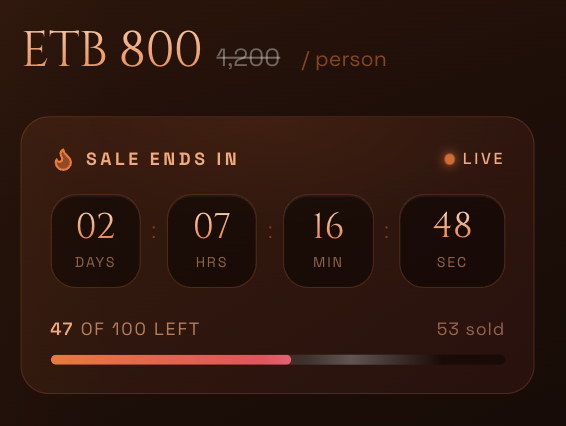 ETB 800 1,200 / person
SALE ENDS IN LIVE
02 : 07 : 16 : 48
DAYS HRS MIN SEC
47 OF 100 LEFT 53 sold